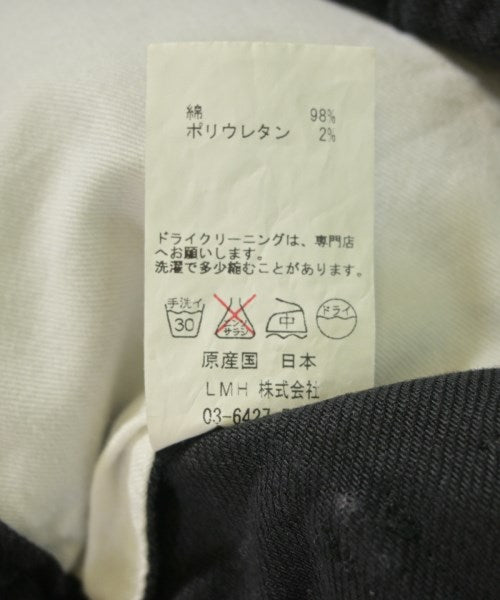 綿 98%
ポリウレタン 2%
ドライクリーニングは、専門店
へお願いします。
洗濯で多少縮むことがあります。
手洗イ 30 エンソサラシ 中 ドライ
原産国 日本
LMH 株式会社
03-6427-